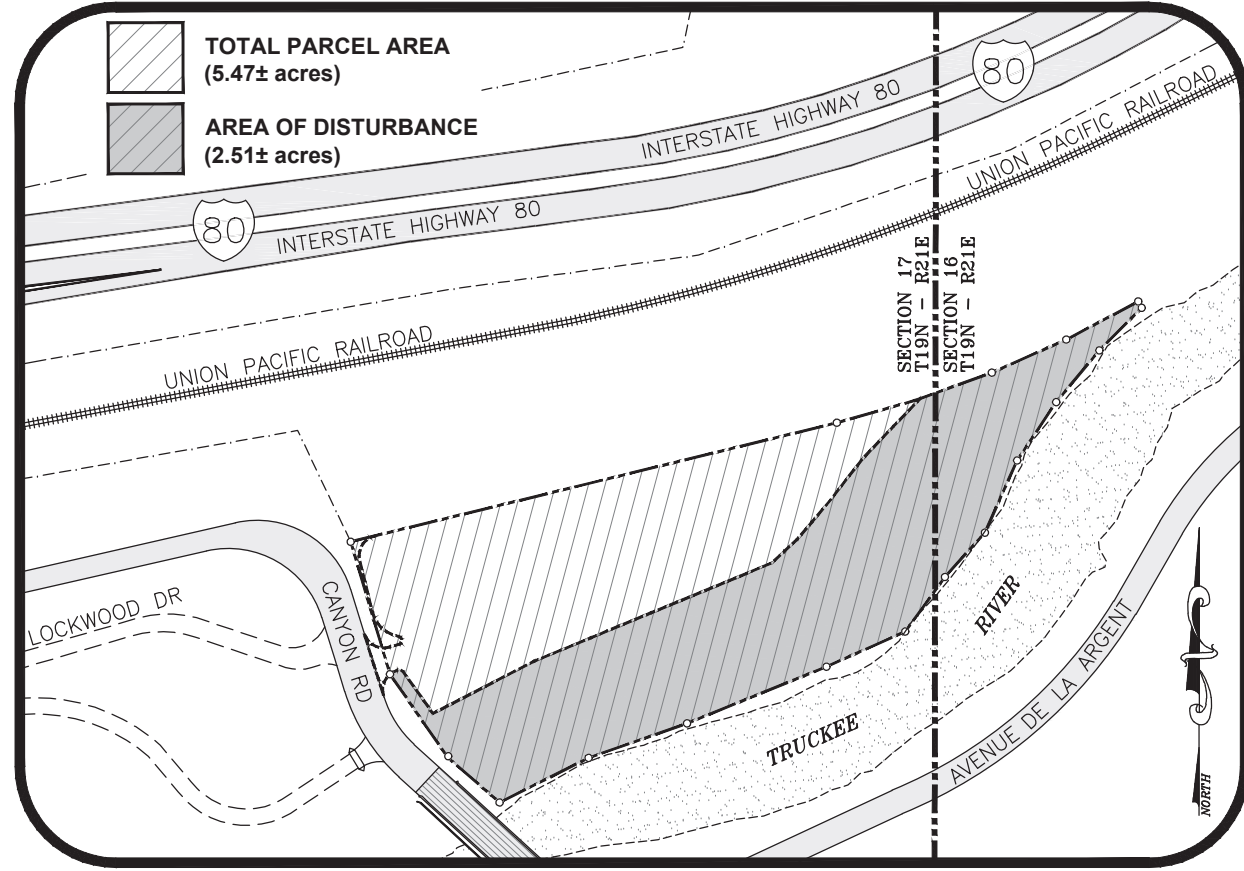 TOTAL PARCEL AREA
(5.47± acres)
AREA OF DISTURBANCE
(2.51± acres)
INTERSTATE HIGHWAY 80
80
UNION PACIFIC RAILROAD
80
INTERSTATE HIGHWAY 80
UNION PACIFIC RAILROAD
SECTION 17
T19N - R21E
SECTION 16
T19N - R21E
LOCKWOOD DR
CANYON RD
TRUCKEE
RIVER
AVENUE DE LA ARGENT
NORTH